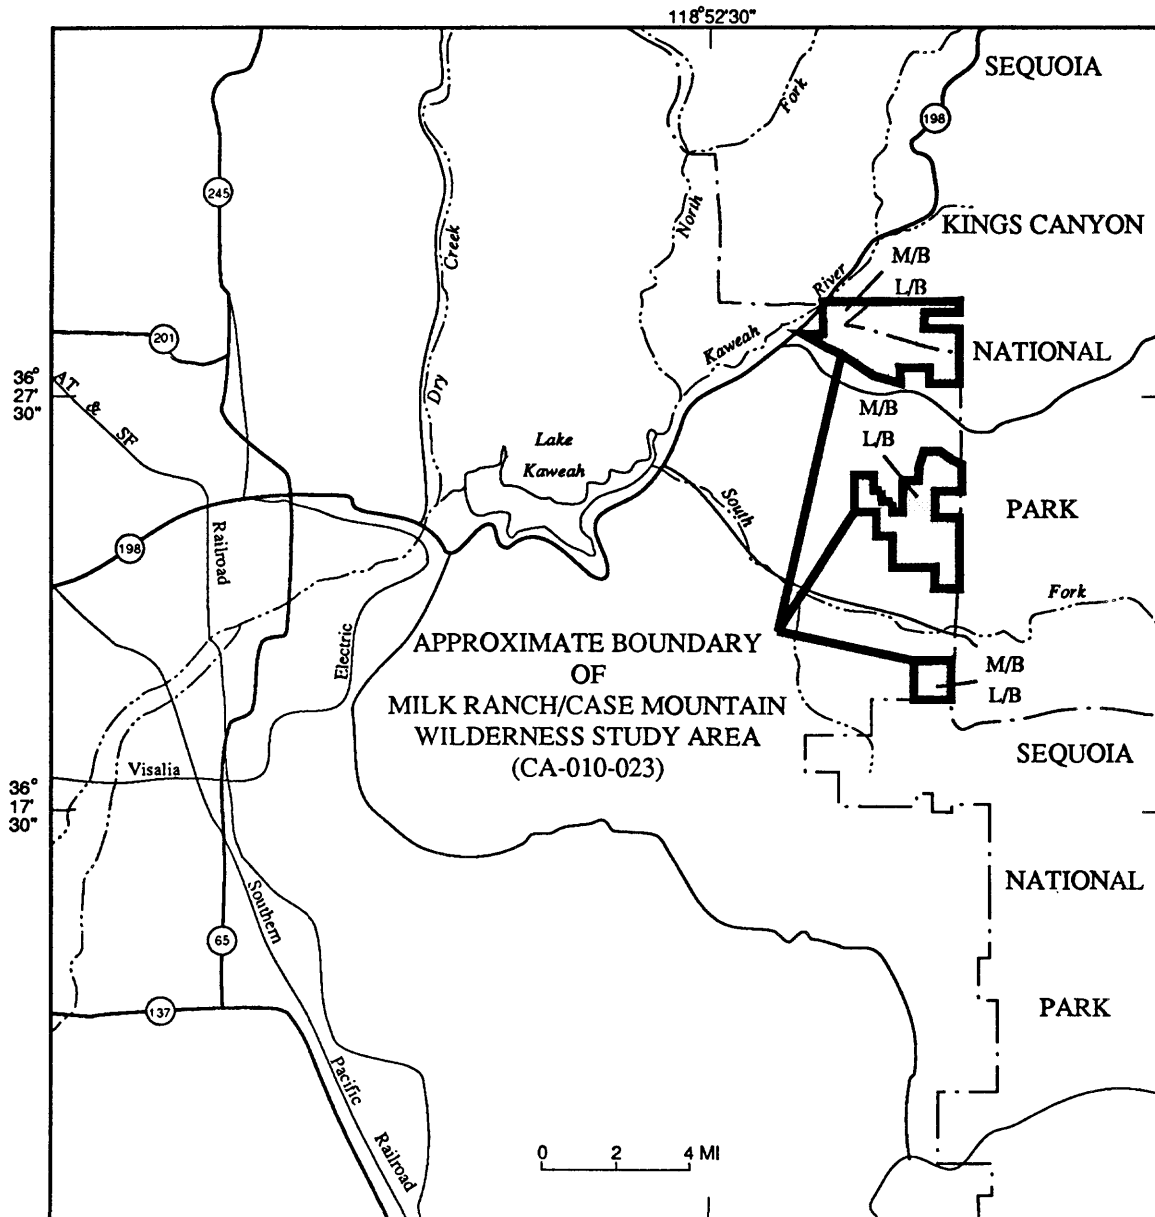 118°52'30"
SEQUOIA
Fork
198
245
KINGS CANYON
North
Creek
M/B
River
L/B
201
Kaweah
NATIONAL
36°
27'
30"
AT
&
SF
Dry
M/B
L/B
Lake
Kaweah
South
PARK
198
Railroad
Fork
Electric
APPROXIMATE BOUNDARY
OF
MILK RANCH/CASE MOUNTAIN
WILDERNESS STUDY AREA
(CA-010-023)
M/B
L/B
SEQUOIA
Visalia
36°
17'
30"
NATIONAL
Southern
65
PARK
137
Pacific
Railroad
0 2 4 MI